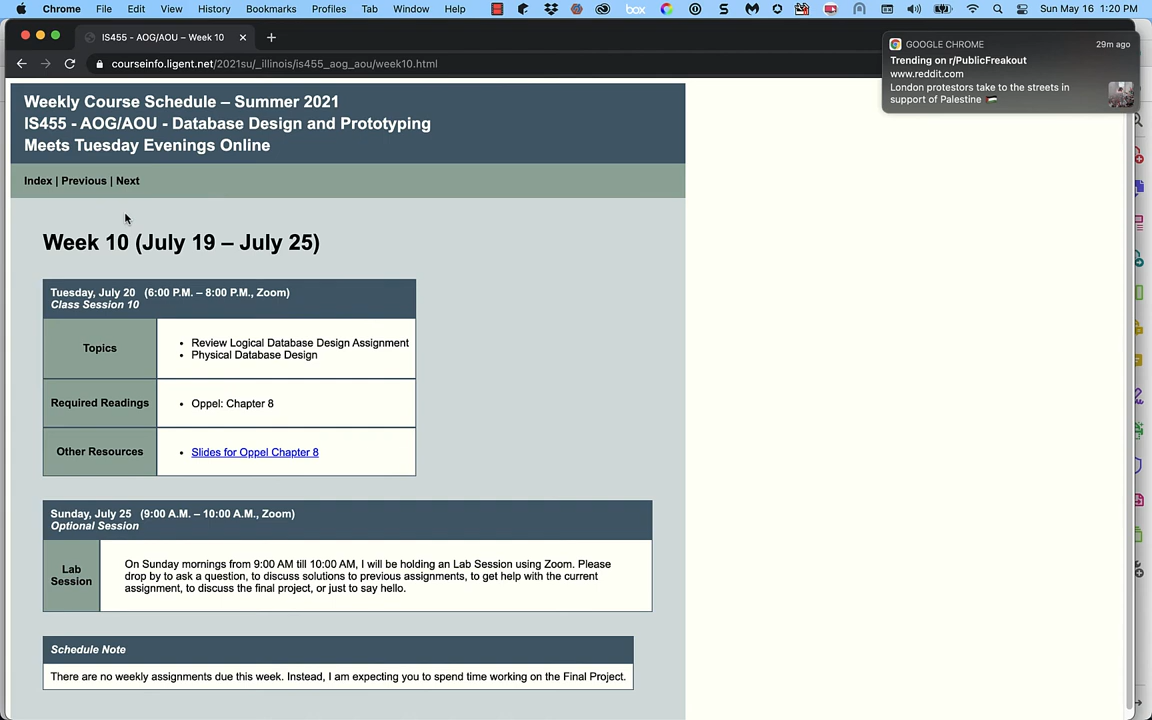 Chrome File Edit View History Bookmarks Profiles Tab Window Help box Sun May 16 1:20 PM
IS455 - AOG/AOU – Week 10
courseinfo.ligent.net/2021su/_illinois/is455_aog_aou/week10.html
GOOGLE CHROME 29m ago
Trending on r/PublicFreakout
www.reddit.com
London protestors take to the streets in
support of Palestine 🇵🇸
Weekly Course Schedule – Summer 2021
IS455 - AOG/AOU - Database Design and Prototyping
Meets Tuesday Evenings Online
Index | Previous | Next
Week 10 (July 19 – July 25)
Tuesday, July 20 (6:00 P.M. – 8:00 P.M., Zoom)
Class Session 10
Topics
• Review Logical Database Design Assignment
• Physical Database Design
Required Readings
• Oppel: Chapter 8
Other Resources
• Slides for Oppel Chapter 8
Sunday, July 25 (9:00 A.M. – 10:00 A.M., Zoom)
Optional Session
Lab
Session
On Sunday mornings from 9:00 AM till 10:00 AM, I will be holding an Lab Session using Zoom. Please
drop by to ask a question, to discuss solutions to previous assignments, to get help with the current
assignment, to discuss the final project, or just to say hello.
Schedule Note
There are no weekly assignments due this week. Instead, I am expecting you to spend time working on the Final Project.